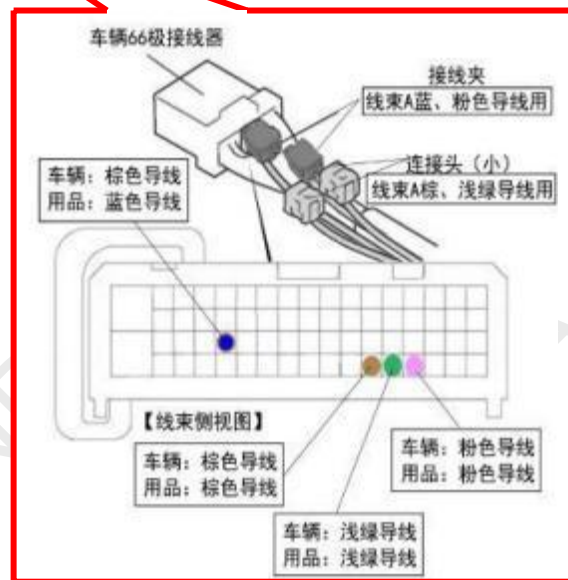 车辆66极接线器
接线夹
线束A蓝、粉色导线用
连接头（小）
线束A棕、浅绿导线用
车辆：棕色导线
用品：蓝色导线
【线束侧视图】
车辆：棕色导线
用品：棕色导线
车辆：粉色导线
用品：粉色导线
车辆：浅绿导线
用品：浅绿导线